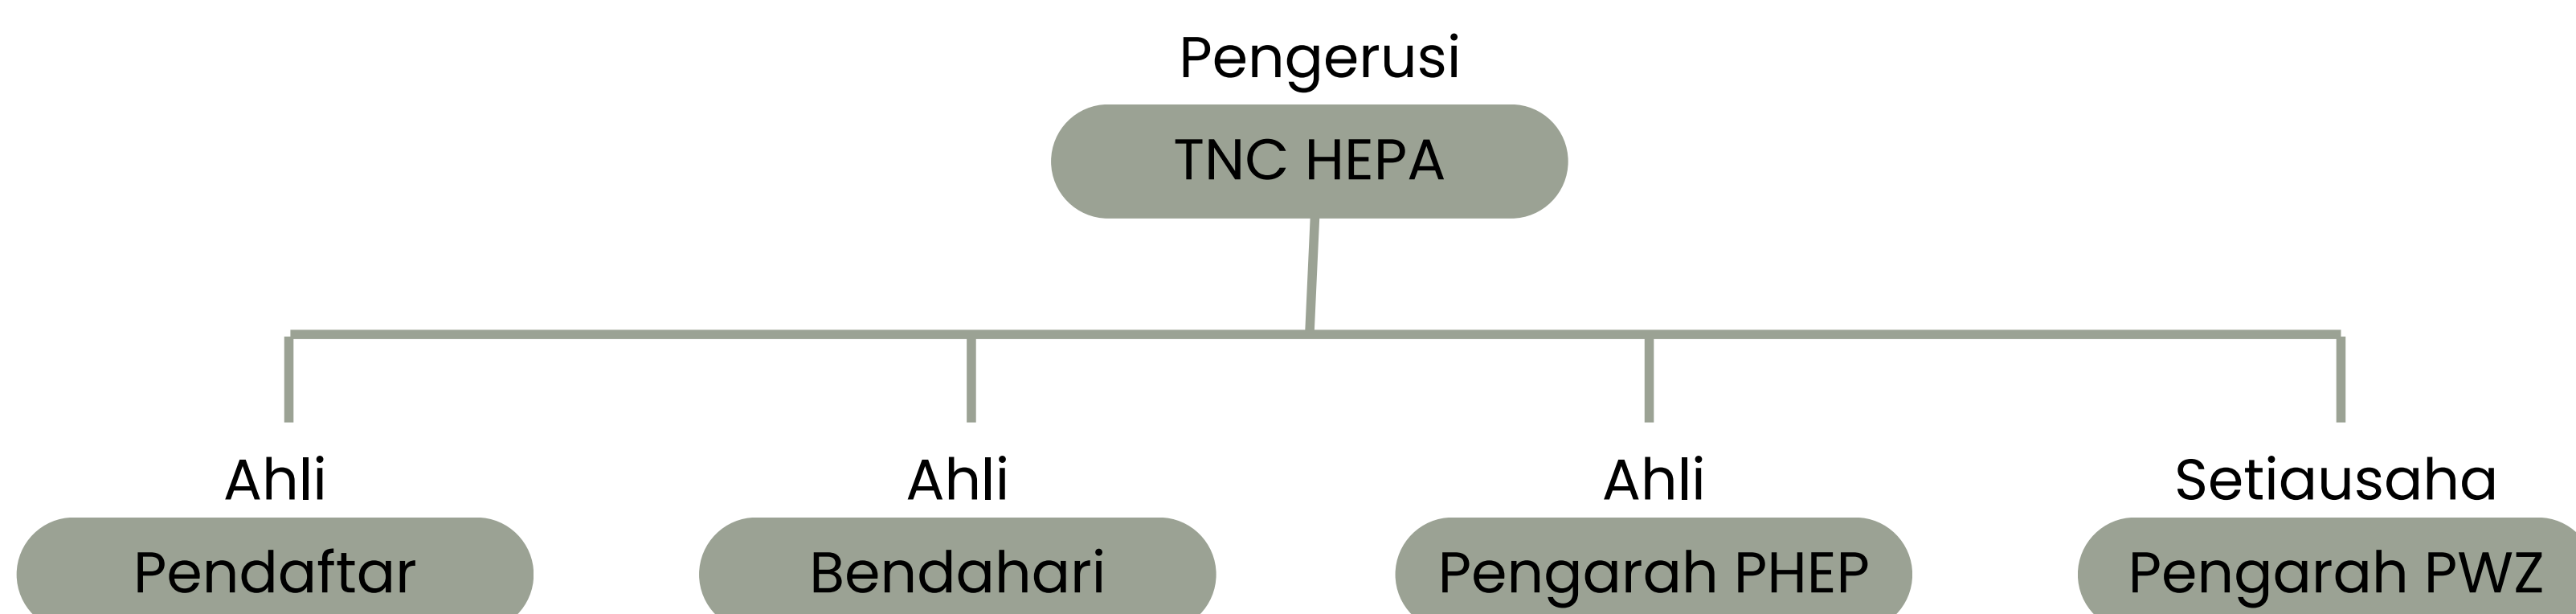 Pengerusi
TNC HEPA
Ahli
Pendaftar
Ahli
Bendahari
Ahli
Pengarah PHEP
Setiausaha
Pengarah PWZ